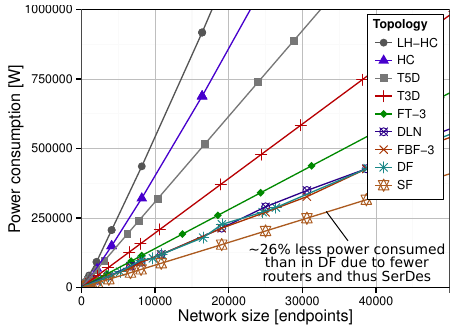 1000000
750000
500000
250000
0
Power consumption [W]
Topology
LH-HC
HC
T5D
T3D
FT-3
DLN
FBF-3
DF
SF
~26% less power consumed
than in DF due to fewer
routers and thus SerDes
0
10000
20000
30000
40000
Network size [endpoints]